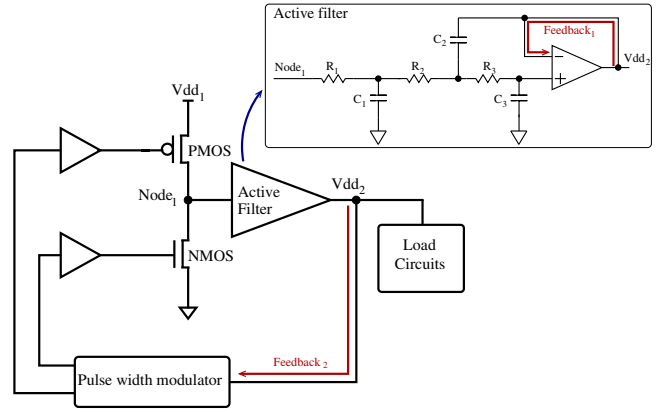 Active filter
Feedback₁
Vdd₂
C₂
Node₁
R₁
R₂
R₃
C₁
C₃
Vdd₁
PMOS
Node₁
Active
Filter
Vdd₂
NMOS
Load
Circuits
Feedback ₂
Pulse width modulator